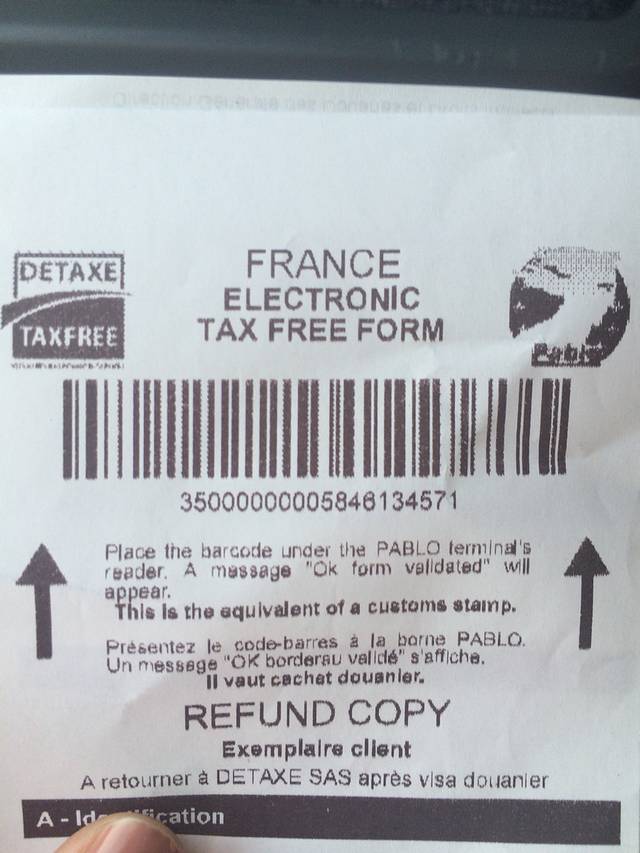 DETAXE
TAXFREE
FRANCE
ELECTRONIC
TAX FREE FORM
Pablo
35000000005846134571
Place the barcode under the PABLO terminal's
reader. A message "Ok form validated" will
appear.
This is the equivalent of a customs stamp.
Présentez le code-barres à la borne PABLO.
Un message "OK borderau validé" s'affiche.
Il vaut cachet douanier.
REFUND COPY
Exemplaire client
A retourner à DETAXE SAS après visa douanier
A -